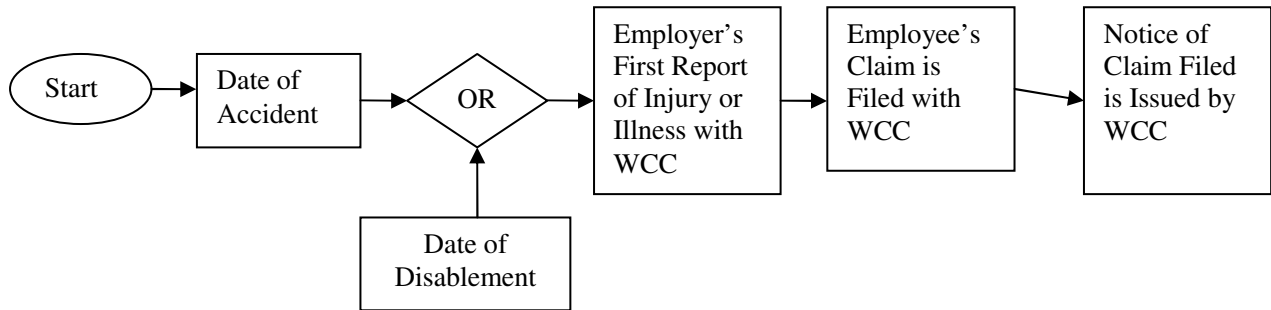 Start
Date of
Accident
OR
Date of
Disablement
Employer's
First Report
of Injury or
Illness with
WCC
Employee's
Claim is
Filed with
WCC
Notice of
Claim Filed
is Issued by
WCC